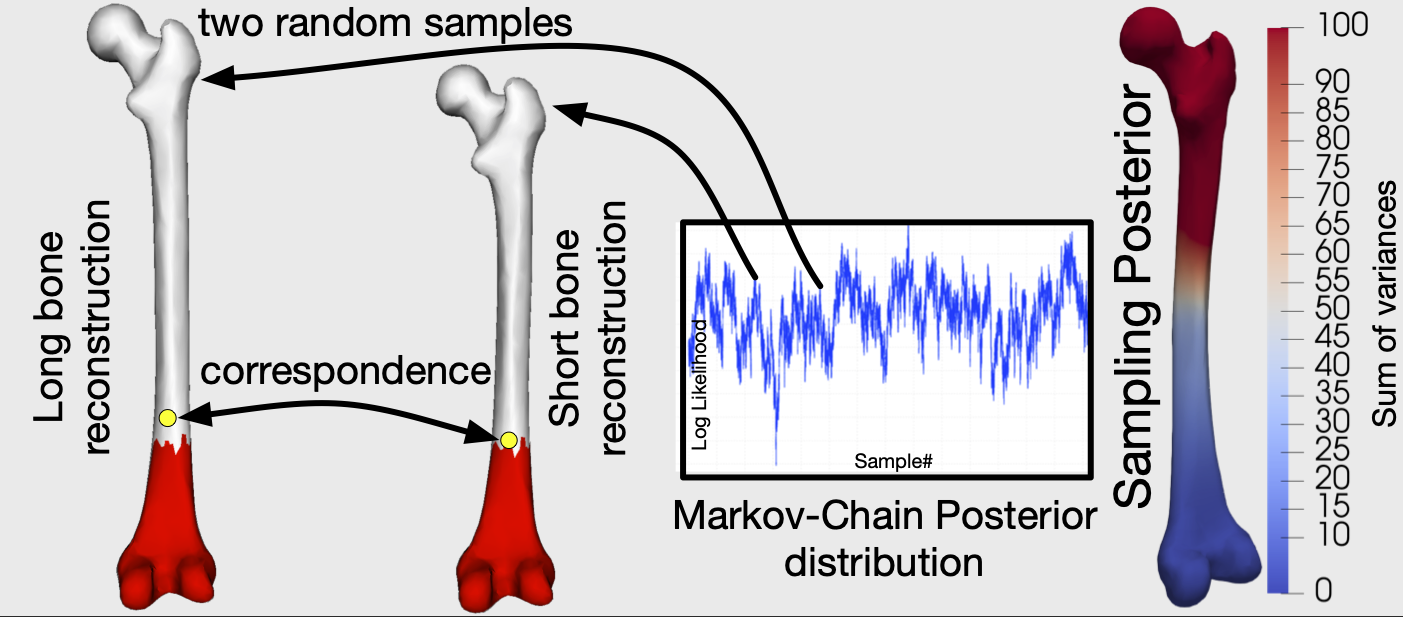 two random samples
Long bone
reconstruction
correspondence
Short bone
reconstruction
Log Likelihood
Sample#
Markov-Chain Posterior
distribution
Sampling Posterior
100
90
85
80
75
70
65
60
55
50
45
40
35
30
25
20
15
10
0
Sum of variances